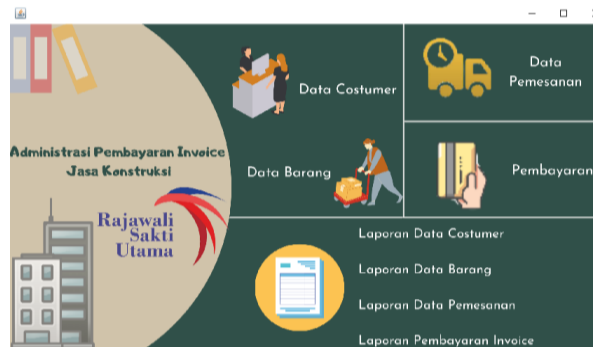 Administrasi Pembayaran Invoice
Jasa Konstruksi
Rajawali
Sakti
Utama
Data Costumer
Data Barang
Data
Pemesanan
Pembayaran
Laporan Data Costumer
Laporan Data Barang
Laporan Data Pemesanan
Laporan Pembayaran Invoice